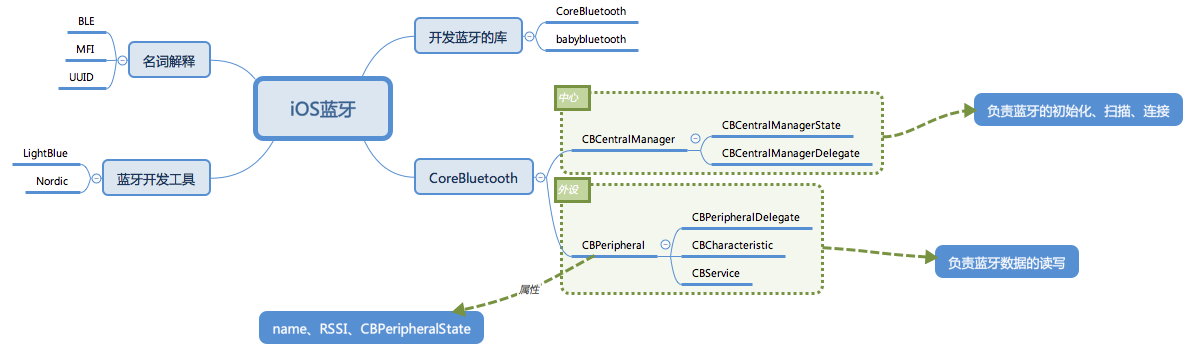 iOS蓝牙
名词解释
BLE
MFI
UUID
蓝牙开发工具
LightBlue
Nordic
开发蓝牙的库
CoreBluetooth
babybluetooth
CoreBluetooth
中心
CBCentralManager
CBCentralManagerState
CBCentralManagerDelegate
负责蓝牙的初始化、扫描、连接
外设
CBPeripheral
CBPeripheralDelegate
CBCharacteristic
CBService
负责蓝牙数据的读写
属性
name、RSSI、CBPeripheralState